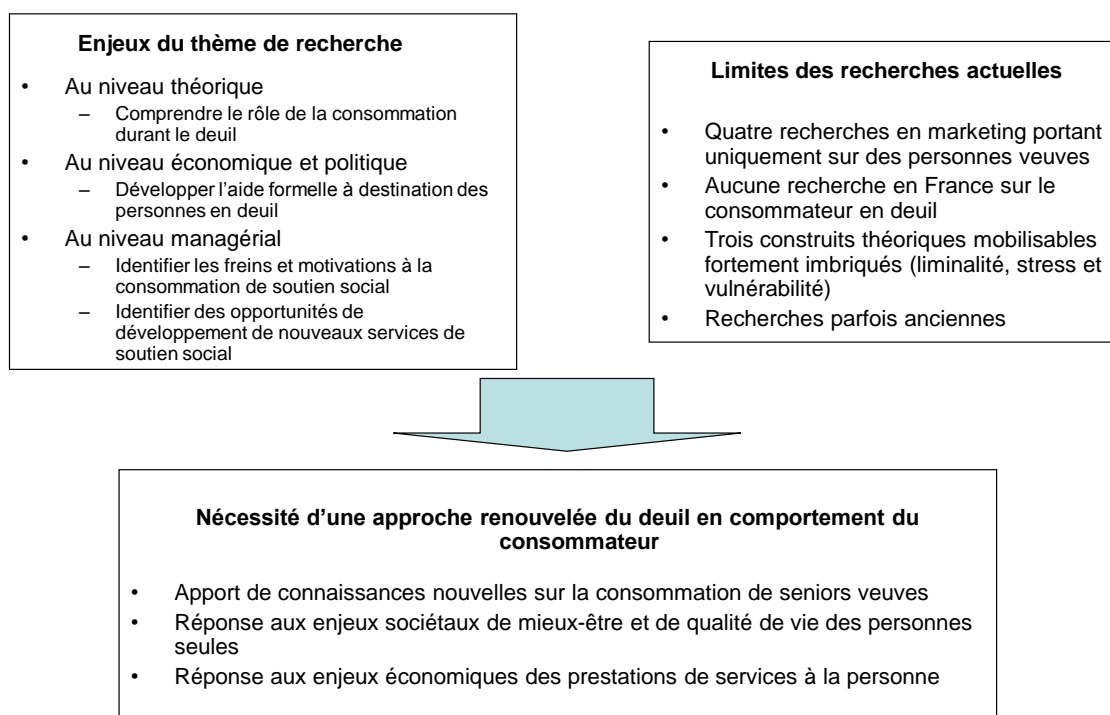 Enjeux du thème de recherche
• Au niveau théorique
– Comprendre le rôle de la consommation
durant le deuil
• Au niveau économique et politique
– Développer l’aide formelle à destination des
personnes en deuil
• Au niveau managérial
– Identifier les freins et motivations à la
consommation de soutien social
– Identifier des opportunités de
développement de nouveaux services de
soutien social
Limites des recherches actuelles
• Quatre recherches en marketing portant
uniquement sur des personnes veuves
• Aucune recherche en France sur le
consommateur en deuil
• Trois construits théoriques mobilisables
fortement imbriqués (liminalité, stress et
vulnérabilité)
• Recherches parfois anciennes
Nécessité d’une approche renouvelée du deuil en comportement du
consommateur
• Apport de connaissances nouvelles sur la consommation de seniors veuves
• Réponse aux enjeux sociétaux de mieux-être et de qualité de vie des personnes
seules
• Réponse aux enjeux économiques des prestations de services à la personne